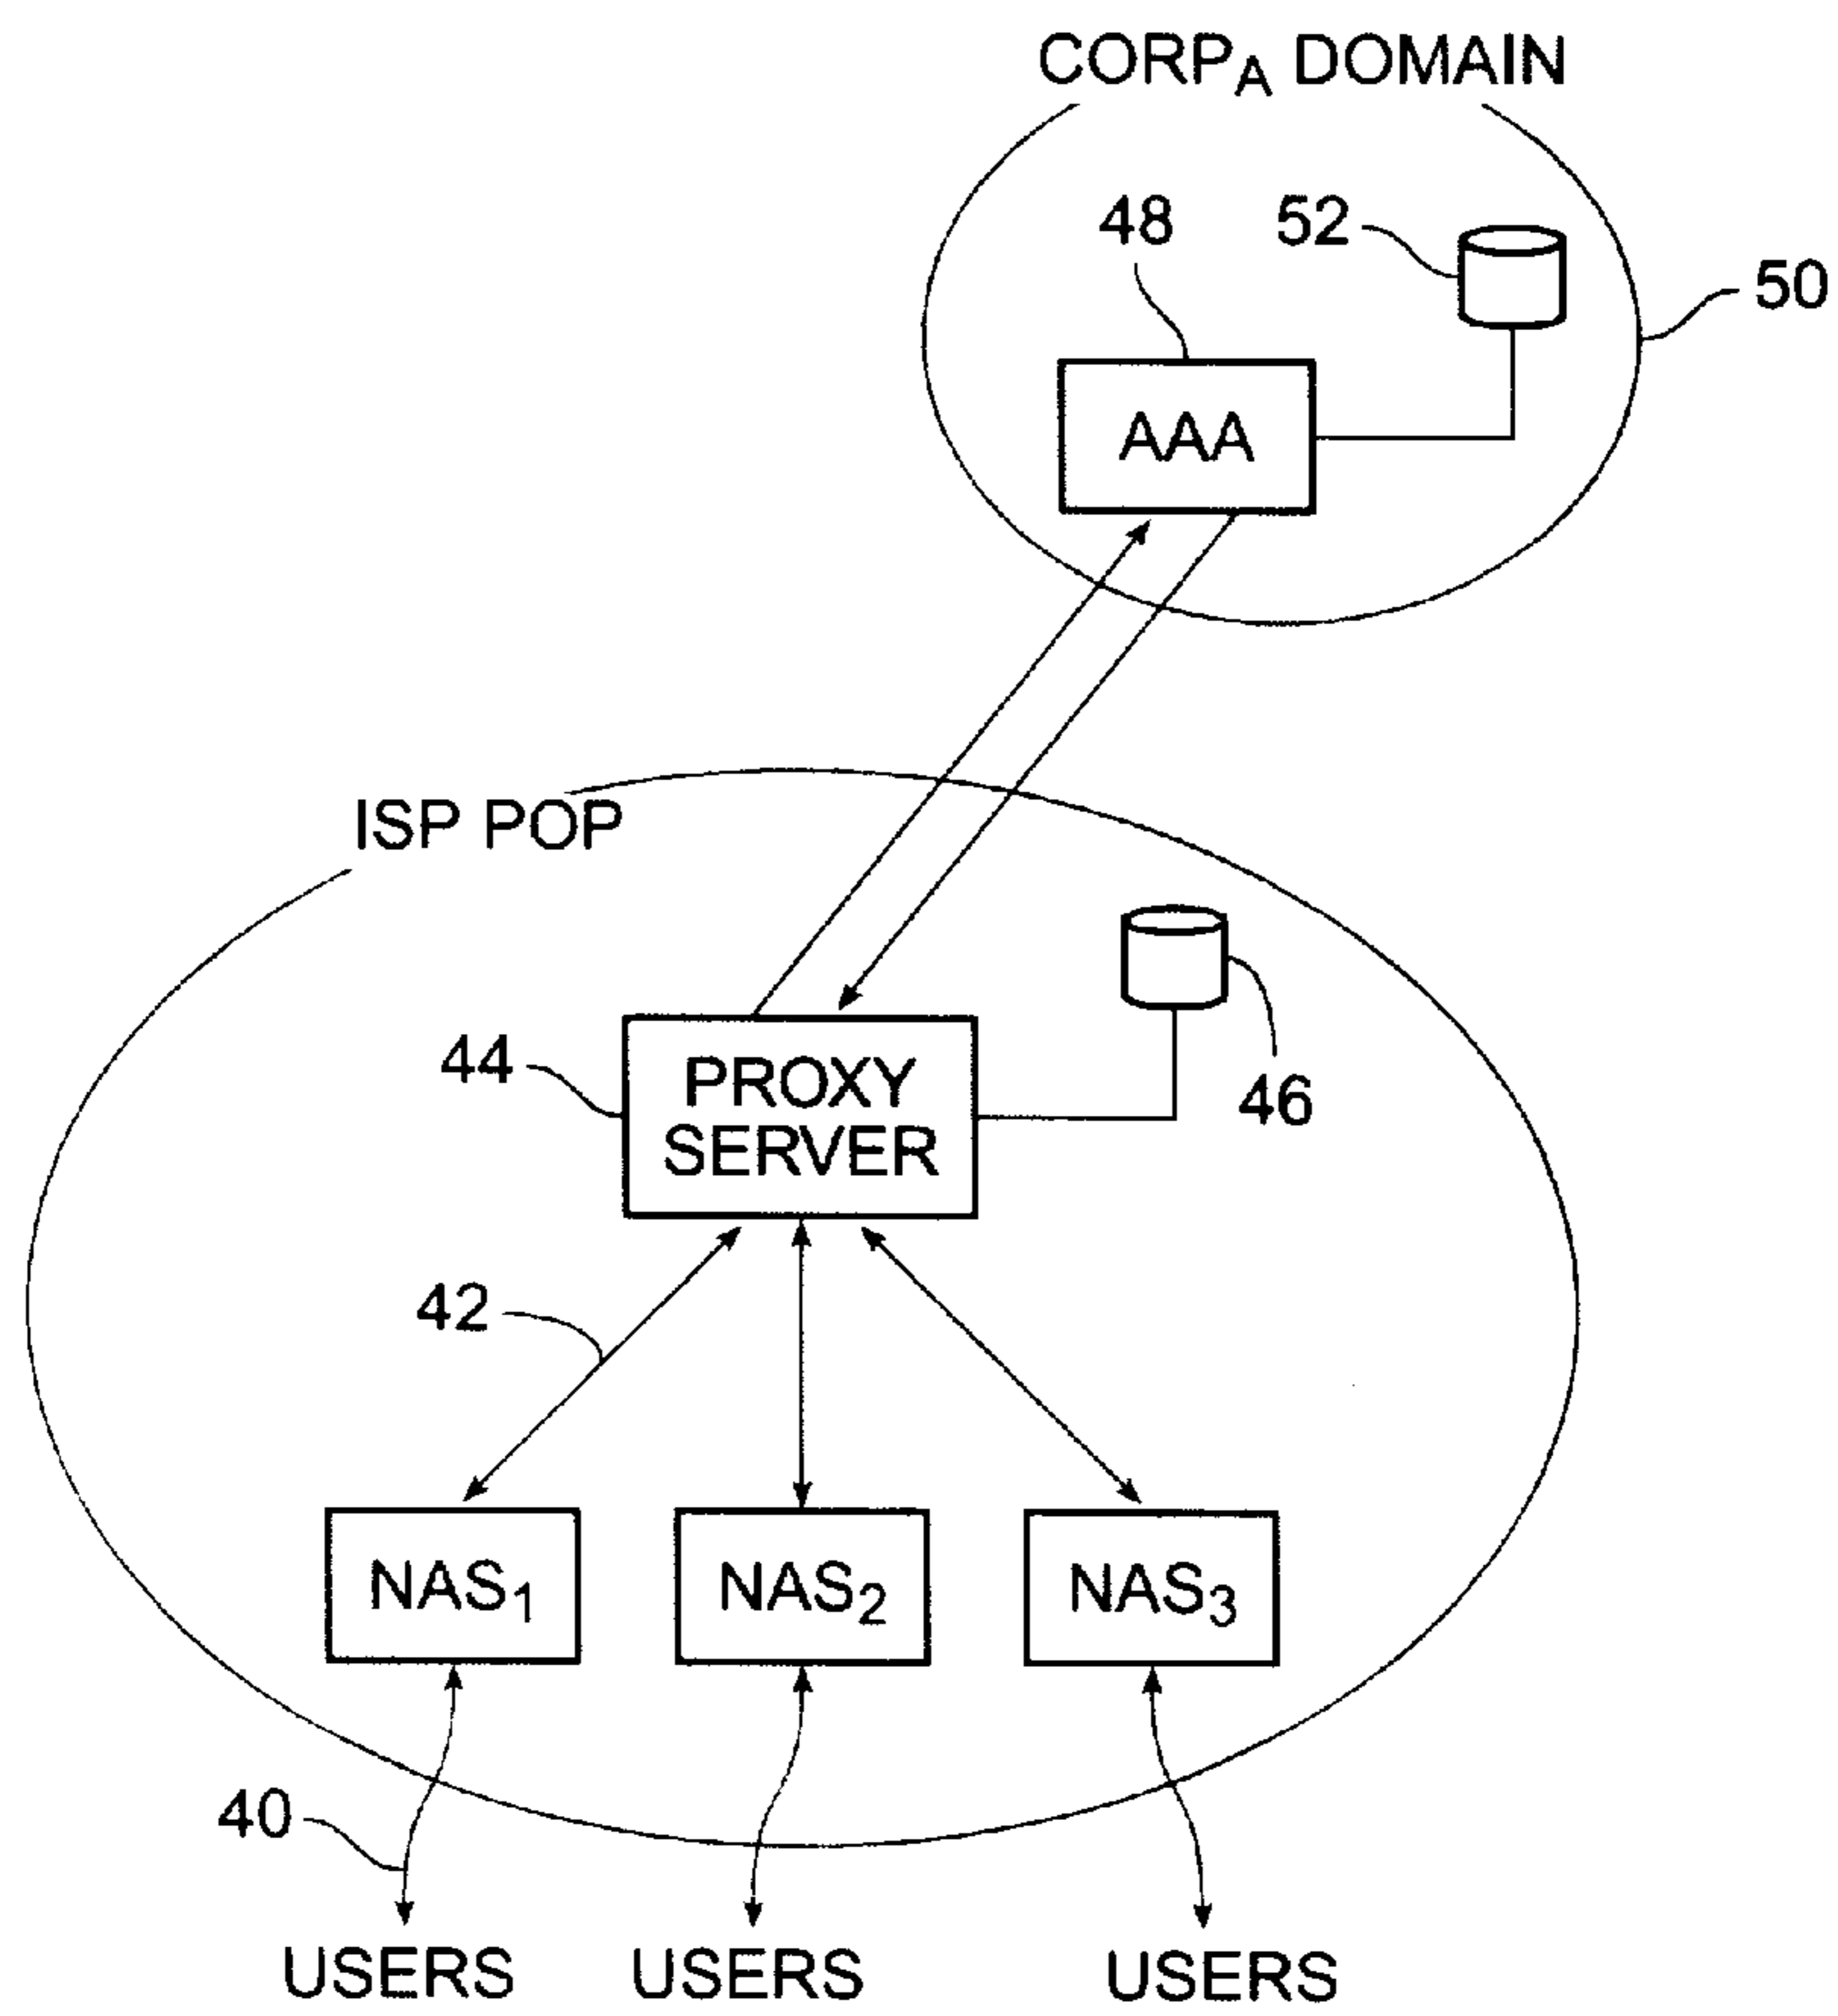 CORPA DOMAIN
48
52
50
AAA
ISP POP
44
PROXY
SERVER
46
42
NAS1
NAS2
NAS3
40
USERS
USERS
USERS